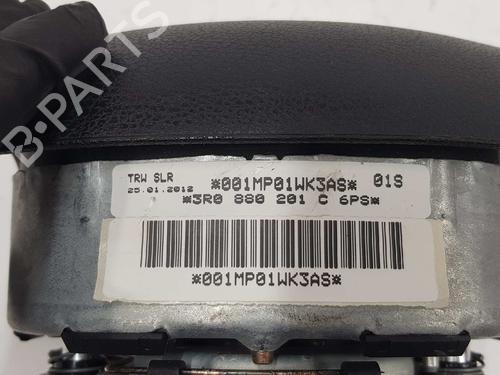 B-PARTS
TRW SLR *001MP01WK3AS* 01S
25.01.2012
*3R0 880 201 C 6PS*
*001MP01WK3AS*